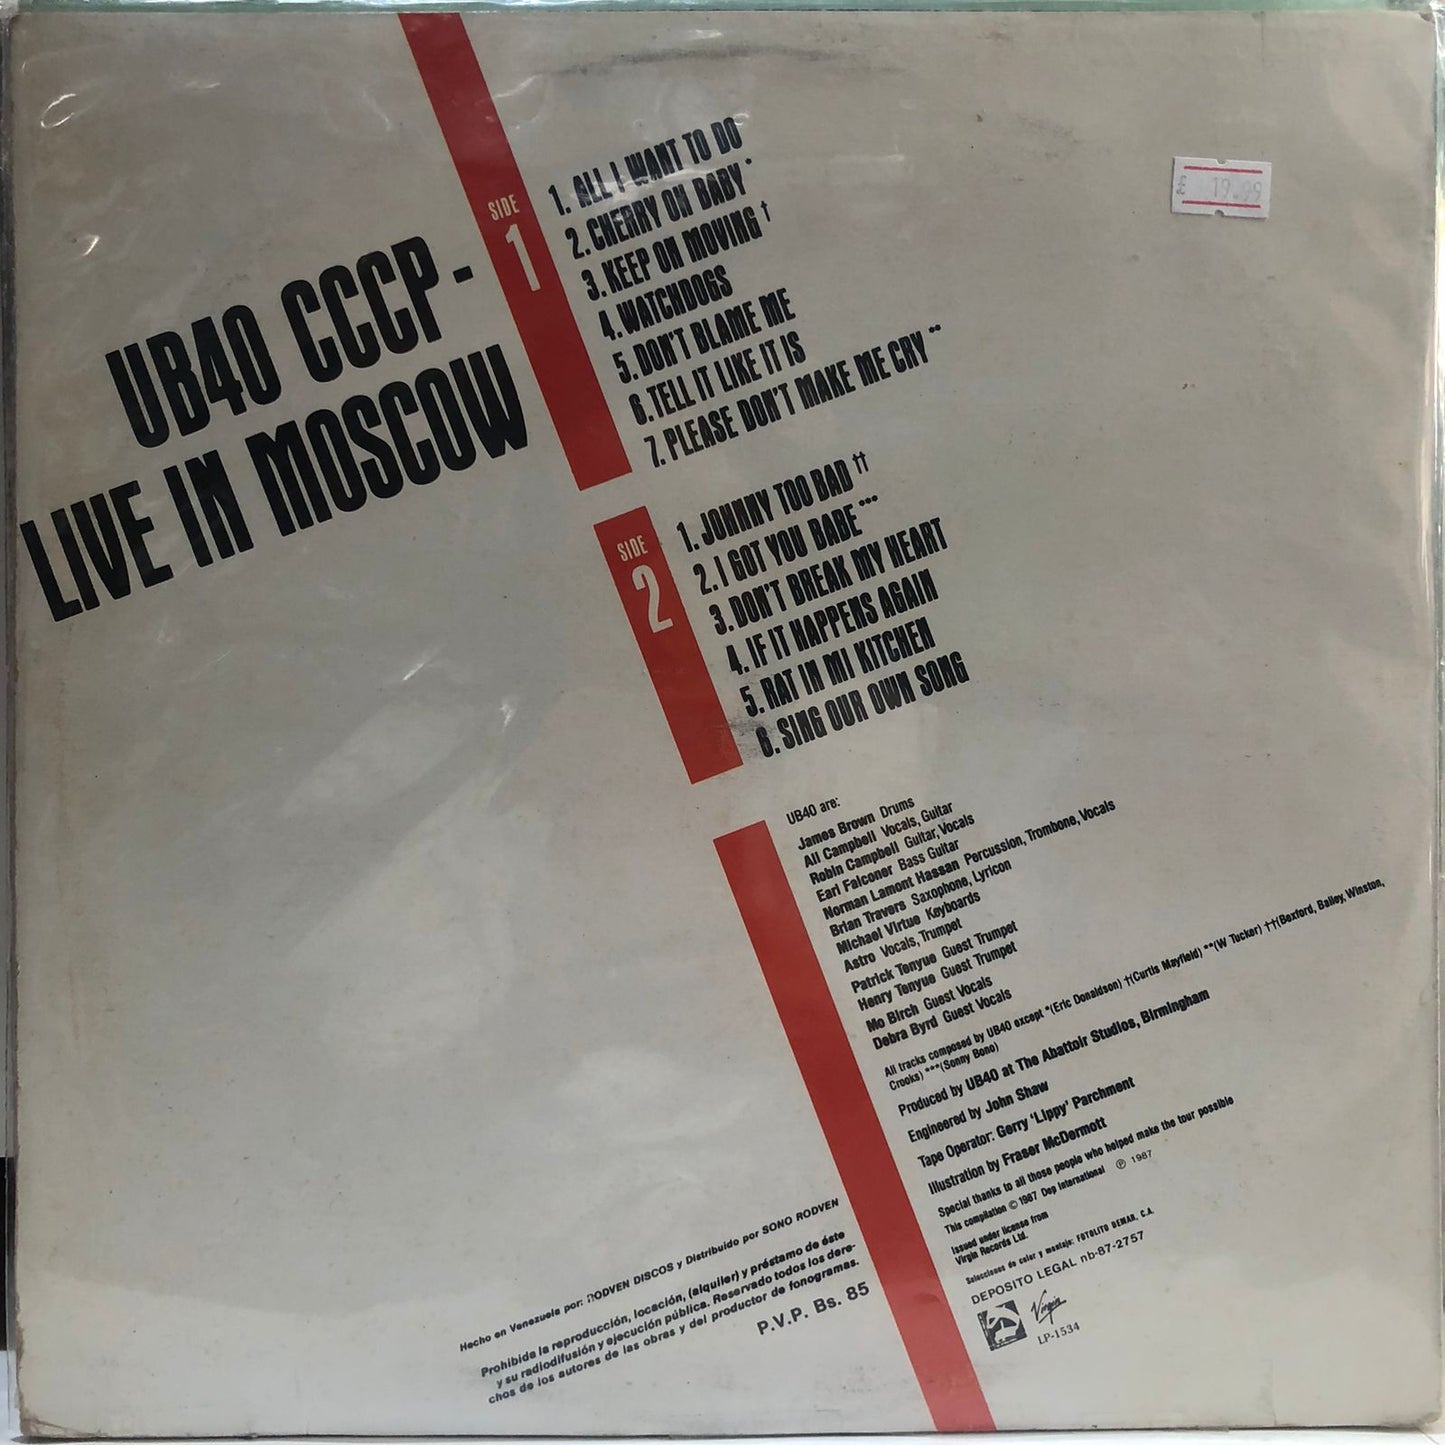 £ 19.99
UB40 CCCP -
LIVE IN MOSCOW
SIDE
1
1. ALL I WANT TO DO
2. CHERRY OH BABY*
3. KEEP ON MOVING†
4. WATCHDOGS
5. DON'T BLAME ME
6. TELL IT LIKE IT IS
7. PLEASE DON'T MAKE ME CRY**
SIDE
2
1. JOHNNY TOO BAD††
2. I GOT YOU BABE***
3. DON'T BREAK MY HEART
4. IF IT HAPPENS AGAIN
5. RAT IN MI KITCHEN
6. SING OUR OWN SONG
UB40 are:
James Brown Drums
Ali Campbell Vocals, Guitar
Robin Campbell Guitar, Vocals
Earl Falconer Bass Guitar
Norman Lamont Hassan Percussion, Trombone, Vocals
Brian Travers Saxophone, Lyricon
Michael Virtue Keyboards
Astro Vocals, Trumpet
Patrick Tenyue Guest Trumpet
Henry Tenyue Guest Trumpet
Mo Birch Guest Vocals
Debra Byrd Guest Vocals
All tracks composed by UB40 except *(Eric Donaldson) †(Curtis Mayfield) **(W Tucker) ††(Bexford, Bailey, Winston,
Crooks) ***(Sonny Bono)
Produced by UB40 at The Abattoir Studios, Birmingham
Engineered by John Shaw
Tape Operator: Gerry 'Lippy' Parchment
Illustration by Fraser McDermott
Special thanks to all those people who helped make the tour possible
This compilation © 1987 Dep International ℗ 1987
Issued under license from
Virgin Records Ltd.
Selecciones de color y montaje: FOTOLITO DEMAR, C.A.
DEPOSITO LEGAL nb-87-2757
Virgin
LP-1534
Hecho en Venezuela por: RODVEN DISCOS y Distribuido por SONO RODVEN
Prohibida la reproducción, locación, (alquiler) y préstamo de éste
y su radiodifusión y ejecución pública. Reservado todos los dere-
chos de los autores de las obras y del productor de fonogramas.
P.V.P. Bs. 85